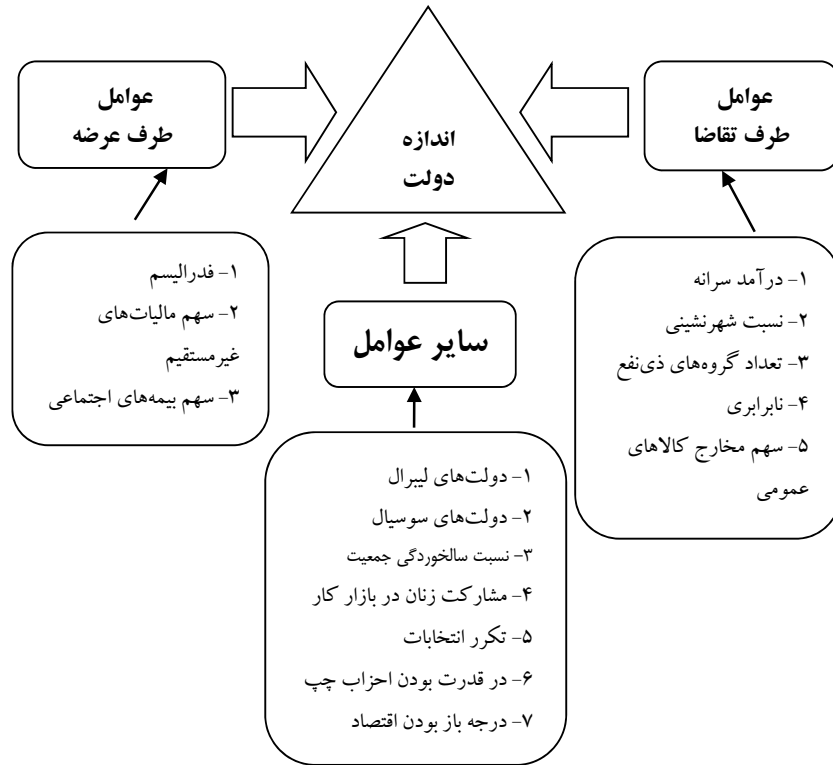 عوامل
طرف تقاضا
اندازه
دولت
عوامل
طرف عرضه
۱- درآمد سرانه
۲- نسبت شهرنشینی
۳- تعداد گروه‌های ذی‌نفع
۴- نابرابری
۵- سهم مخارج کالاهای
عمومی
سایر عوامل
۱- فدرالیسم
۲- سهم مالیات‌های
غیرمستقیم
۳- سهم بیمه‌های اجتماعی
۱- دولت‌های لیبرال
۲- دولت‌های سوسیال
۳- نسبت سالخوردگی جمعیت
۴- مشارکت زنان در بازار کار
۵- تکرر انتخابات
۶- در قدرت بودن احزاب چپ
۷- درجه باز بودن اقتصاد